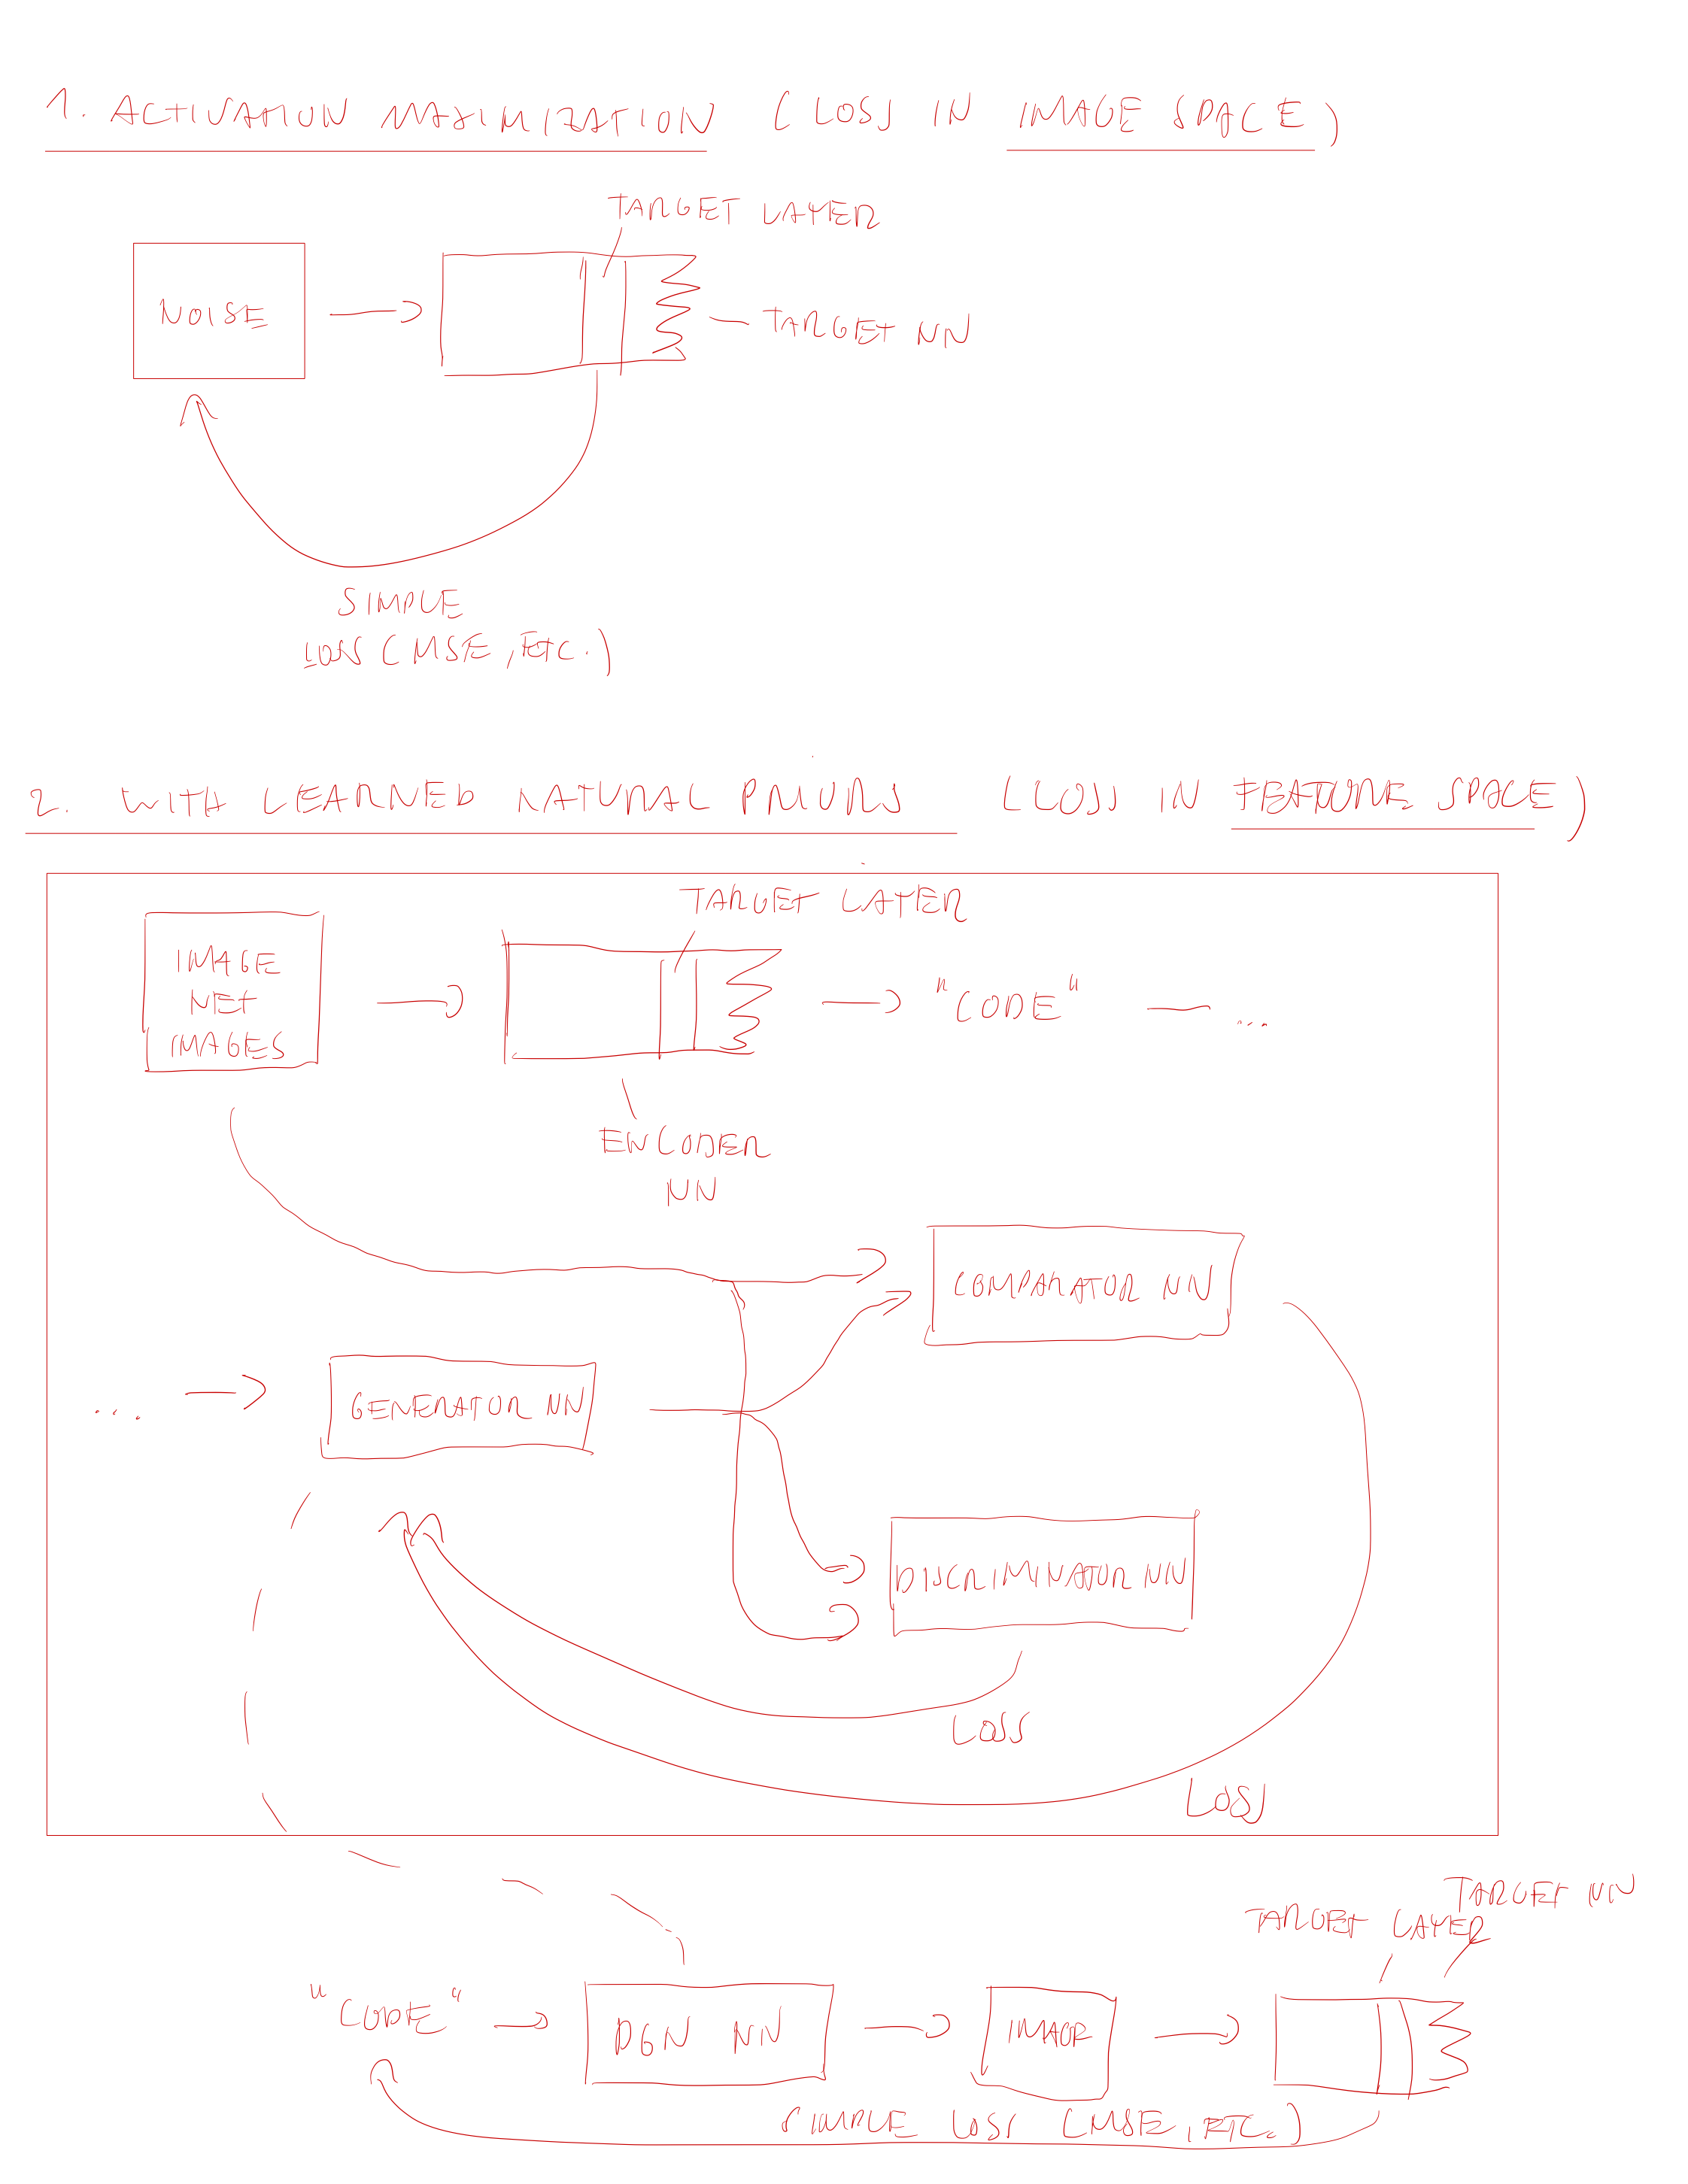 1. ACTIVATION MAXIMIZATION (LOSS IN IMAGE SPACE)
TARGET LAYER
NOISE
TARGET NN
SIMPLE
LOSS (MSE, ETC.)
2. WITH LEARNED NATURAL PRIORS (LOSS IN FEATURE SPACE)
TARGET LAYER
IMAGE
NET
IMAGES
"CODE" ...
ENCODER
NN
COMPARATOR NN
... GENERATOR NN
DISCRIMINATOR NN
LOSS
LOSS
TARGET NN
TARGET LAYER
"CODE"
DGN NN
IMAGE
SIMPLE LOSS (MSE, ETC.)